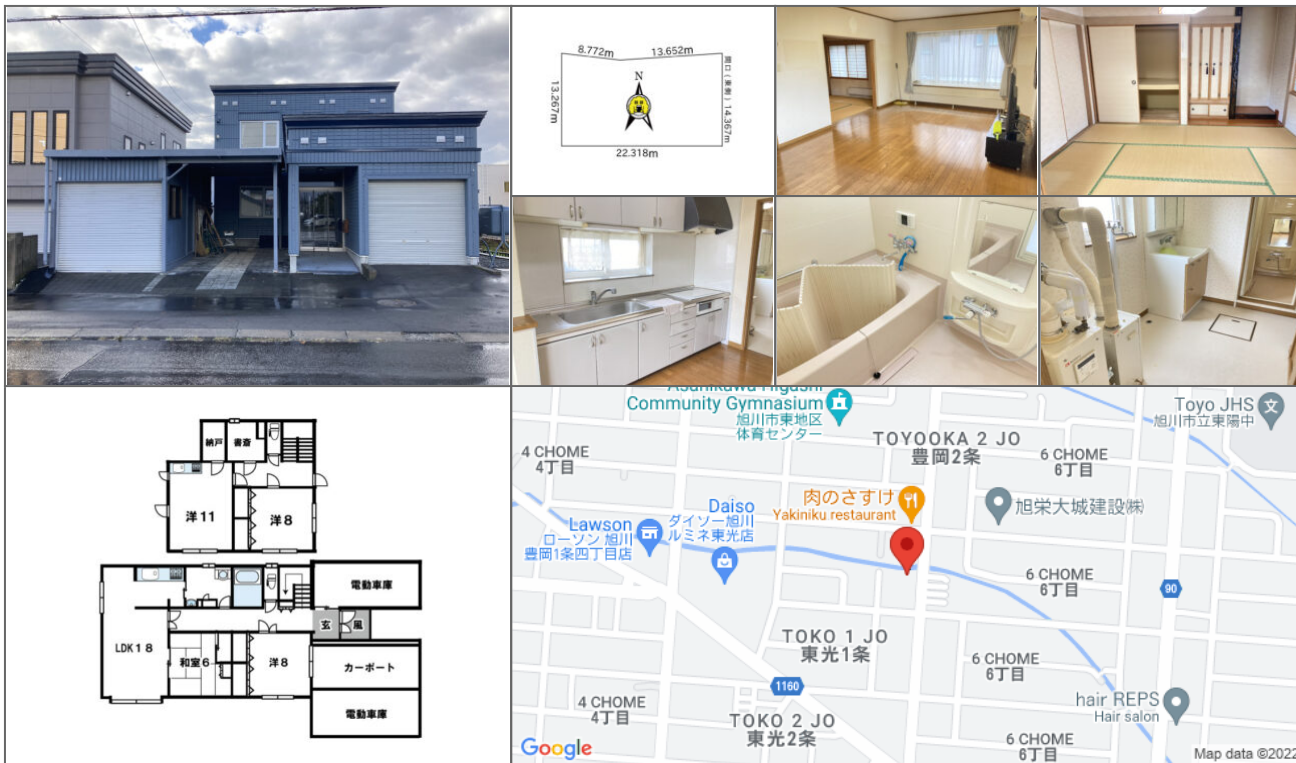 8.772m
13.652m
N
13.267m
間口(東側)14.367m
22.318m
納戸
書斎
洋11
洋8
電動車庫
玄
風
LDK18
和室6
洋8
カーポート
電動車庫
Community Gymnasium
旭川市東地区
体育センター
Toyo JHS
旭川市立東陽中
TOYOOKA 2 JO
豊岡2条
4 CHOME
4丁目
6 CHOME
6丁目
肉のさすけ
Yakiniku restaurant
旭栄大城建設㈱
Daiso
ダイソー旭川
ルミネ東光店
Lawson
ローソン 旭川
豊岡1条四丁目店
6 CHOME
6丁目
90
TOKO 1 JO
東光1条
6 CHOME
6丁目
1160
hair REPS
Hair salon
4 CHOME
4丁目
TOKO 2 JO
東光2条
6 CHOME
6丁目
Google
Map data ©2022